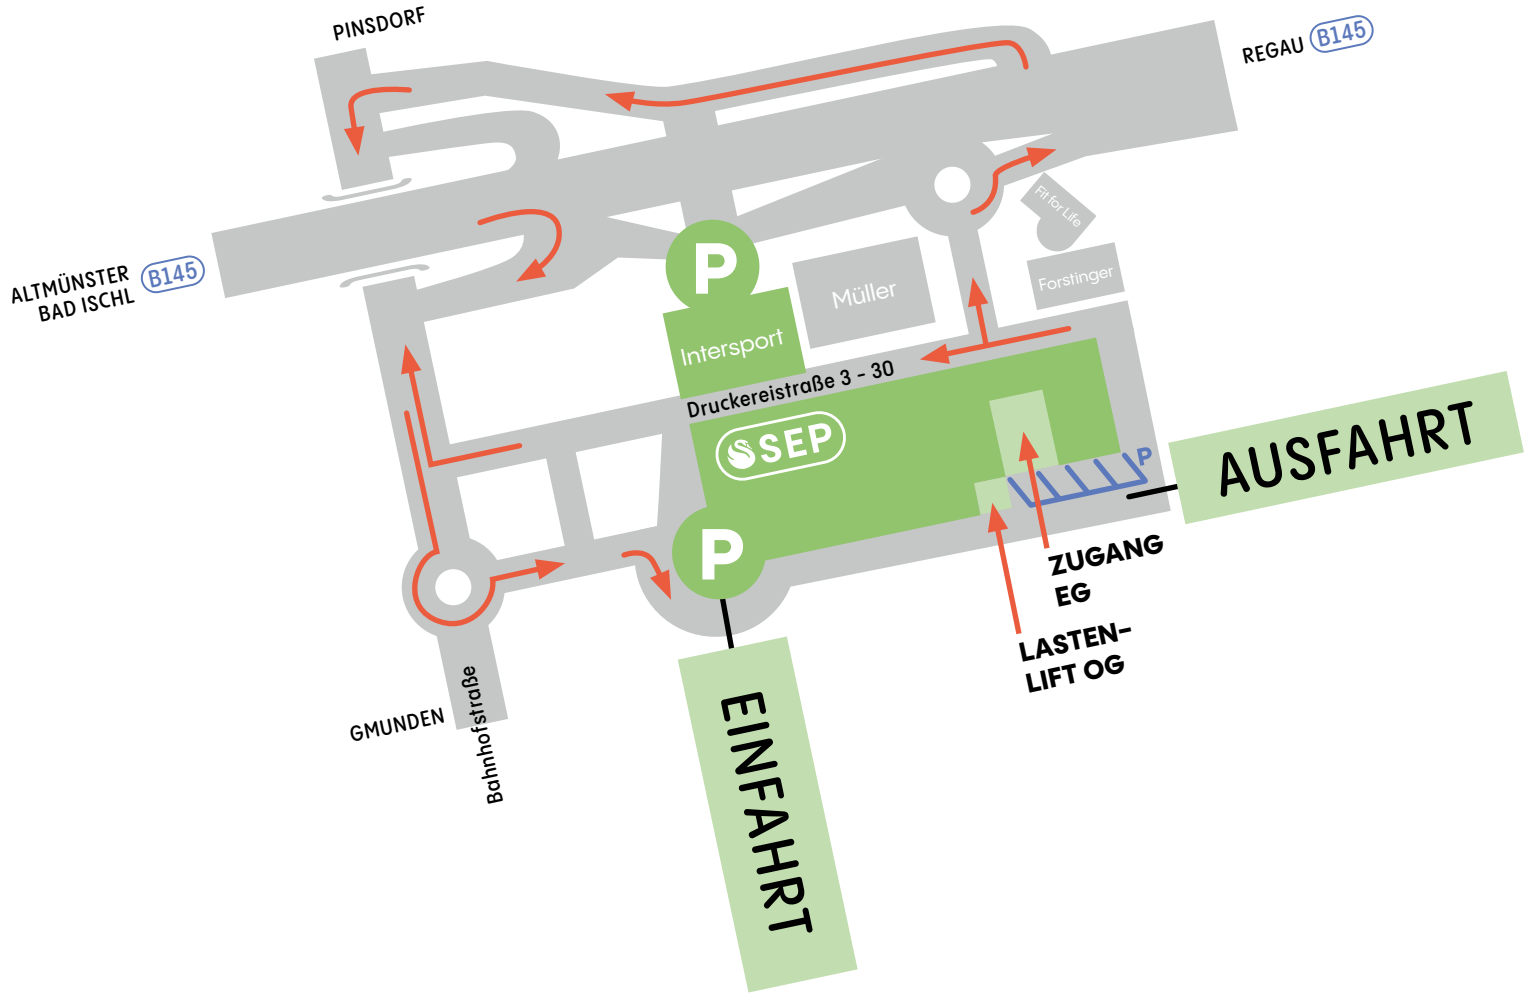 PINSDORF
REGAU B145
Fit for Life
ALTMÜNSTER
BAD ISCHL
B145
P
Müller
Forstinger
Intersport
Druckereistraße 3 - 30
SEP
P
AUSFAHRT
P
ZUGANG
EG
LASTEN-
LIFT OG
GMUNDEN
Bahnhofstraße
EINFAHRT